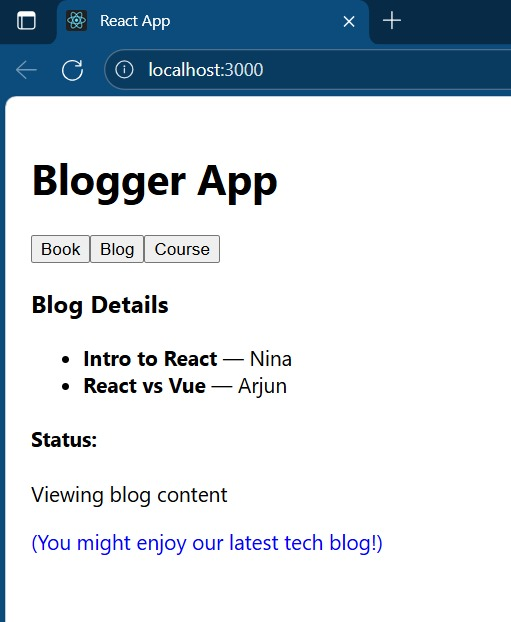 React App
localhost:3000
Blogger App
Book Blog Course
Blog Details
Intro to React — Nina
React vs Vue — Arjun
Status:
Viewing blog content
(You might enjoy our latest tech blog!)